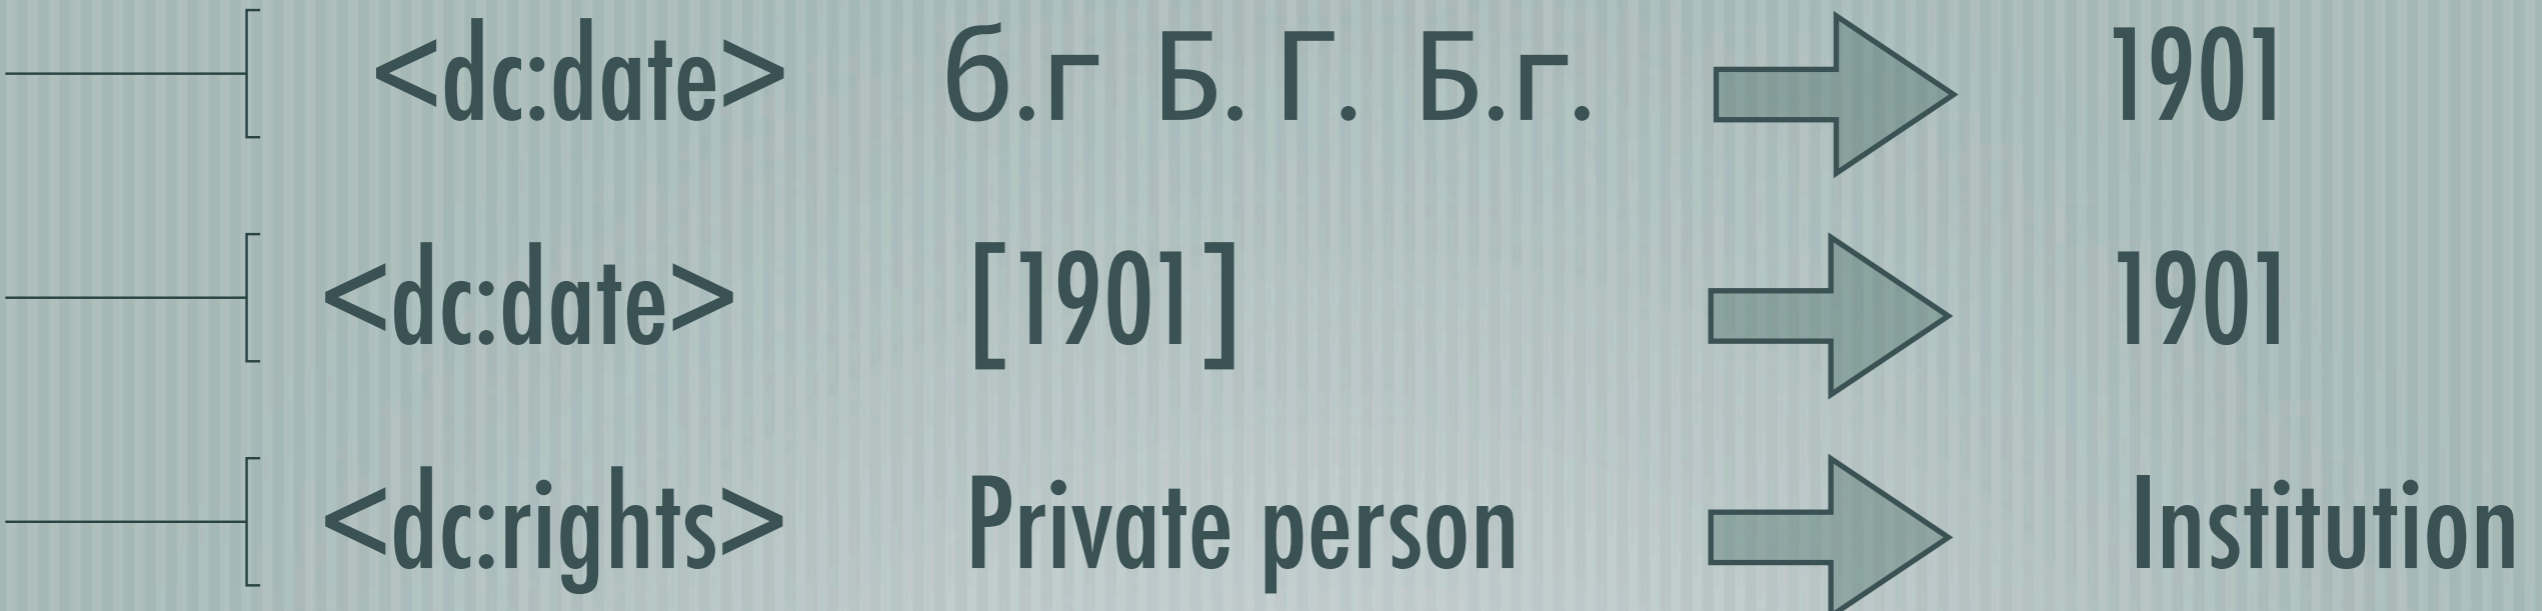 <dc:date> б.г Б. Г. Б.г. 1901
<dc:date> [1901] 1901
<dc:rights> Private person Institution